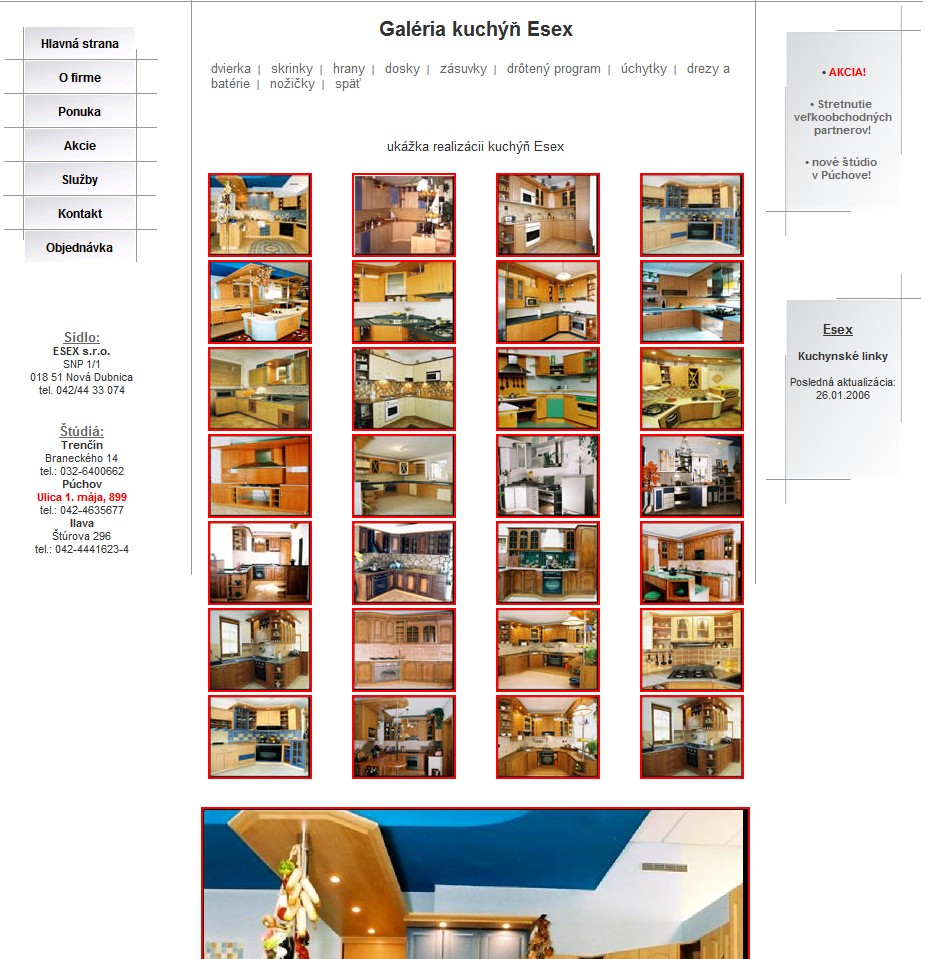 Hlavná strana
O firme
Ponuka
Akcie
Služby
Kontakt
Objednávka
Sídlo:
ESEX s.r.o.
SNP 1/1
018 51 Nová Dubnica
tel. 042/44 33 074
Štúdiá:
Trenčín
Braneckého 14
tel.: 032-6400662
Púchov
Ulica 1. mája, 899
tel.: 042-4635677
Ilava
Štúrova 296
tel.: 042-4441623-4
Galéria kuchýň Esex
dvierka | skrinky | hrany | dosky | zásuvky | drôtený program | úchytky | drezy a
batérie | nožičky | späť
ukážka realizácii kuchýň Esex
• AKCIA!
• Stretnutie
veľkoobchodných
partnerov!
• nové štúdio
v Púchove!
Esex
Kuchynské linky
Posledná aktualizácia:
26.01.2006